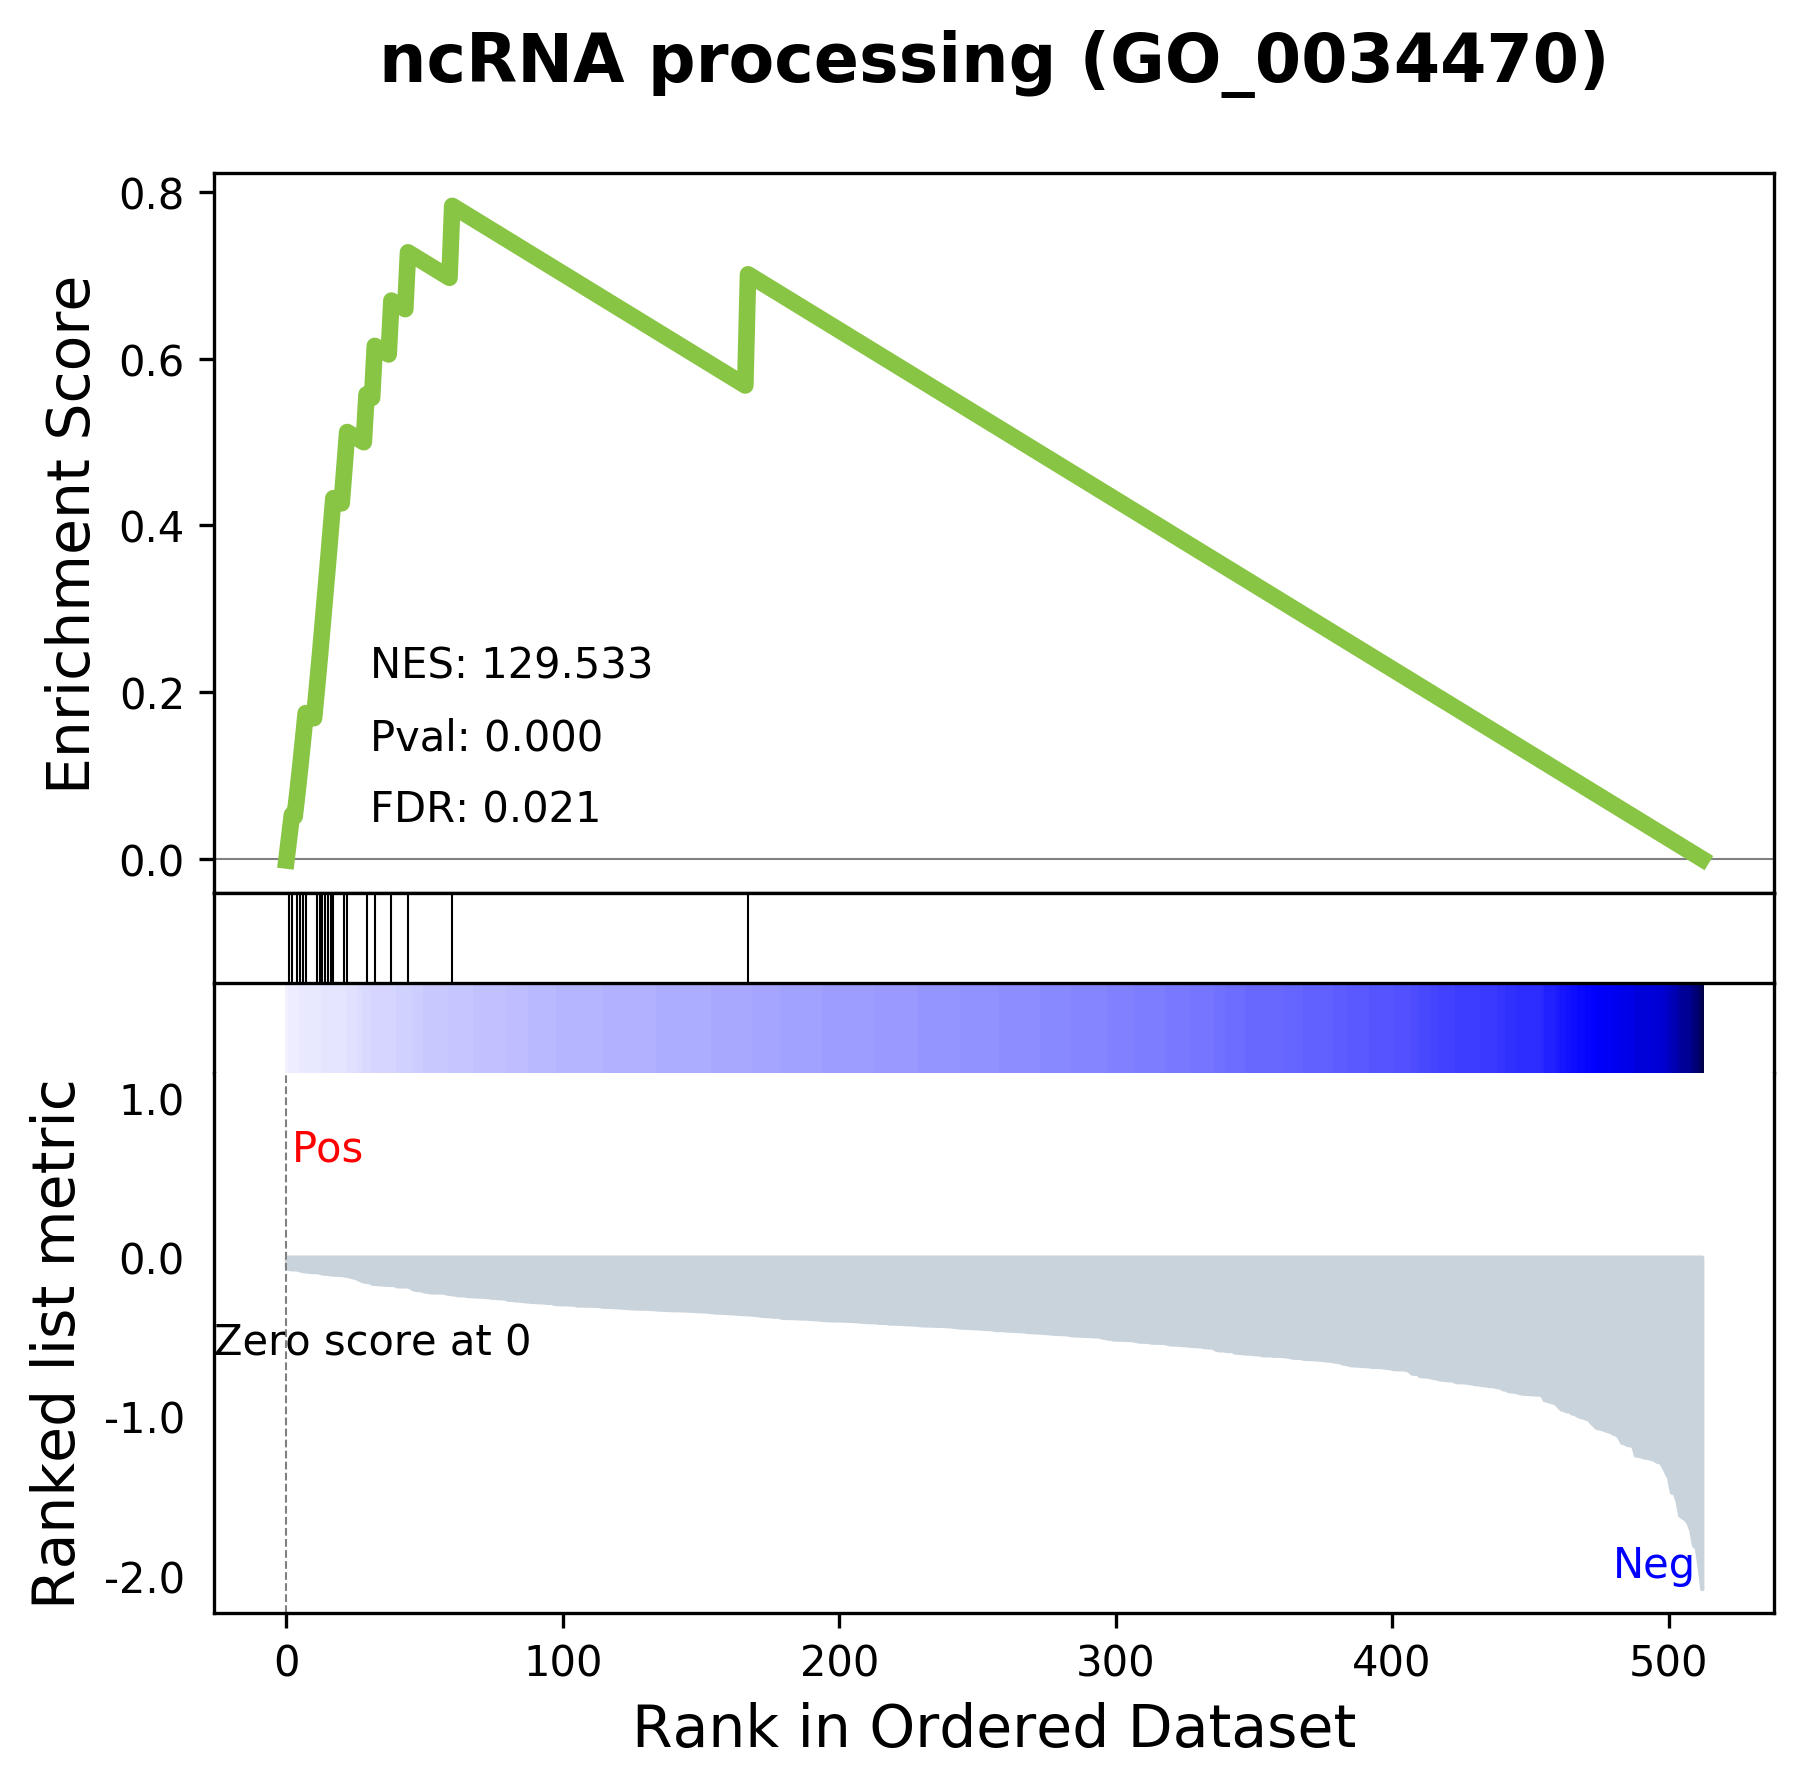 ncRNA processing (GO_0034470)
Enrichment Score
0.8
0.6
0.4
0.2
0.0
NES: 129.533
Pval: 0.000
FDR: 0.021
Ranked list metric
1.0
0.0
-1.0
-2.0
Pos
Zero score at 0
Neg
0 100 200 300 400 500
Rank in Ordered Dataset